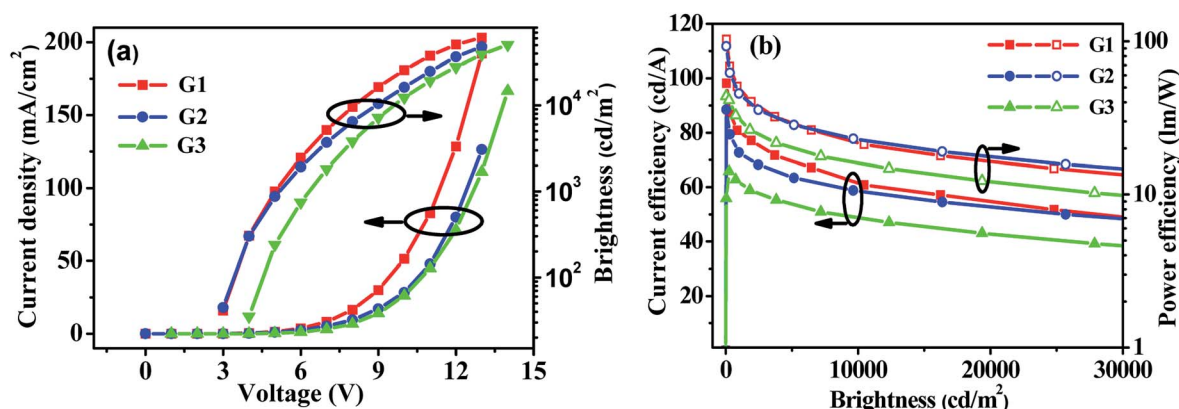 (a)
Current density (mA/cm²)
200
150
100
50
0
G1
G2
G3
10⁴
10³
10²
Brightness (cd/m²)
0 3 6 9 12 15
Voltage (V)
(b)
Current efficiency (cd/A)
120
100
80
60
40
20
G1
G2
G3
100
10
1
Power efficiency (lm/W)
0 10000 20000 30000
Brightness (cd/m²)